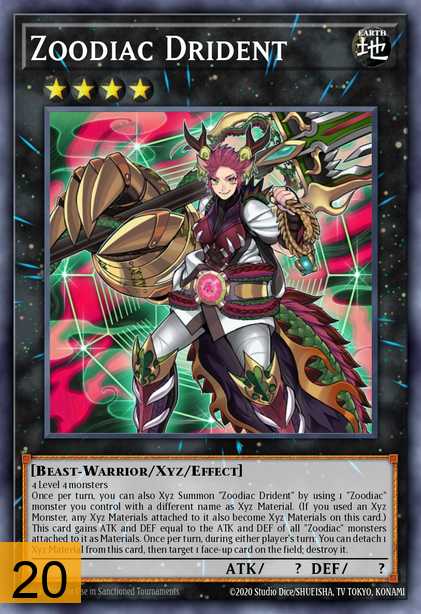 ZOODIAC DRIDENT
EARTH
地
[BEAST-WARRIOR/XYZ/EFFECT]
4 Level 4 monsters
Once per turn, you can also Xyz Summon "Zoodiac Drident" by using 1 "Zoodiac"
monster you control with a different name as Xyz Material. (If you used an Xyz
Monster, any Xyz Materials attached to it also become Xyz Materials on this card.)
This card gains ATK and DEF equal to the ATK and DEF of all "Zoodiac" monsters
attached to it as Materials. Once per turn, during either player's turn: You can detach 1
Xyz Material from this card, then target 1 face-up card on the field; destroy it.
ATK/ ? DEF/ ?
20
Use in Sanctioned Tournaments
©2020 Studio Dice/SHUEISHA, TV TOKYO, KONAMI